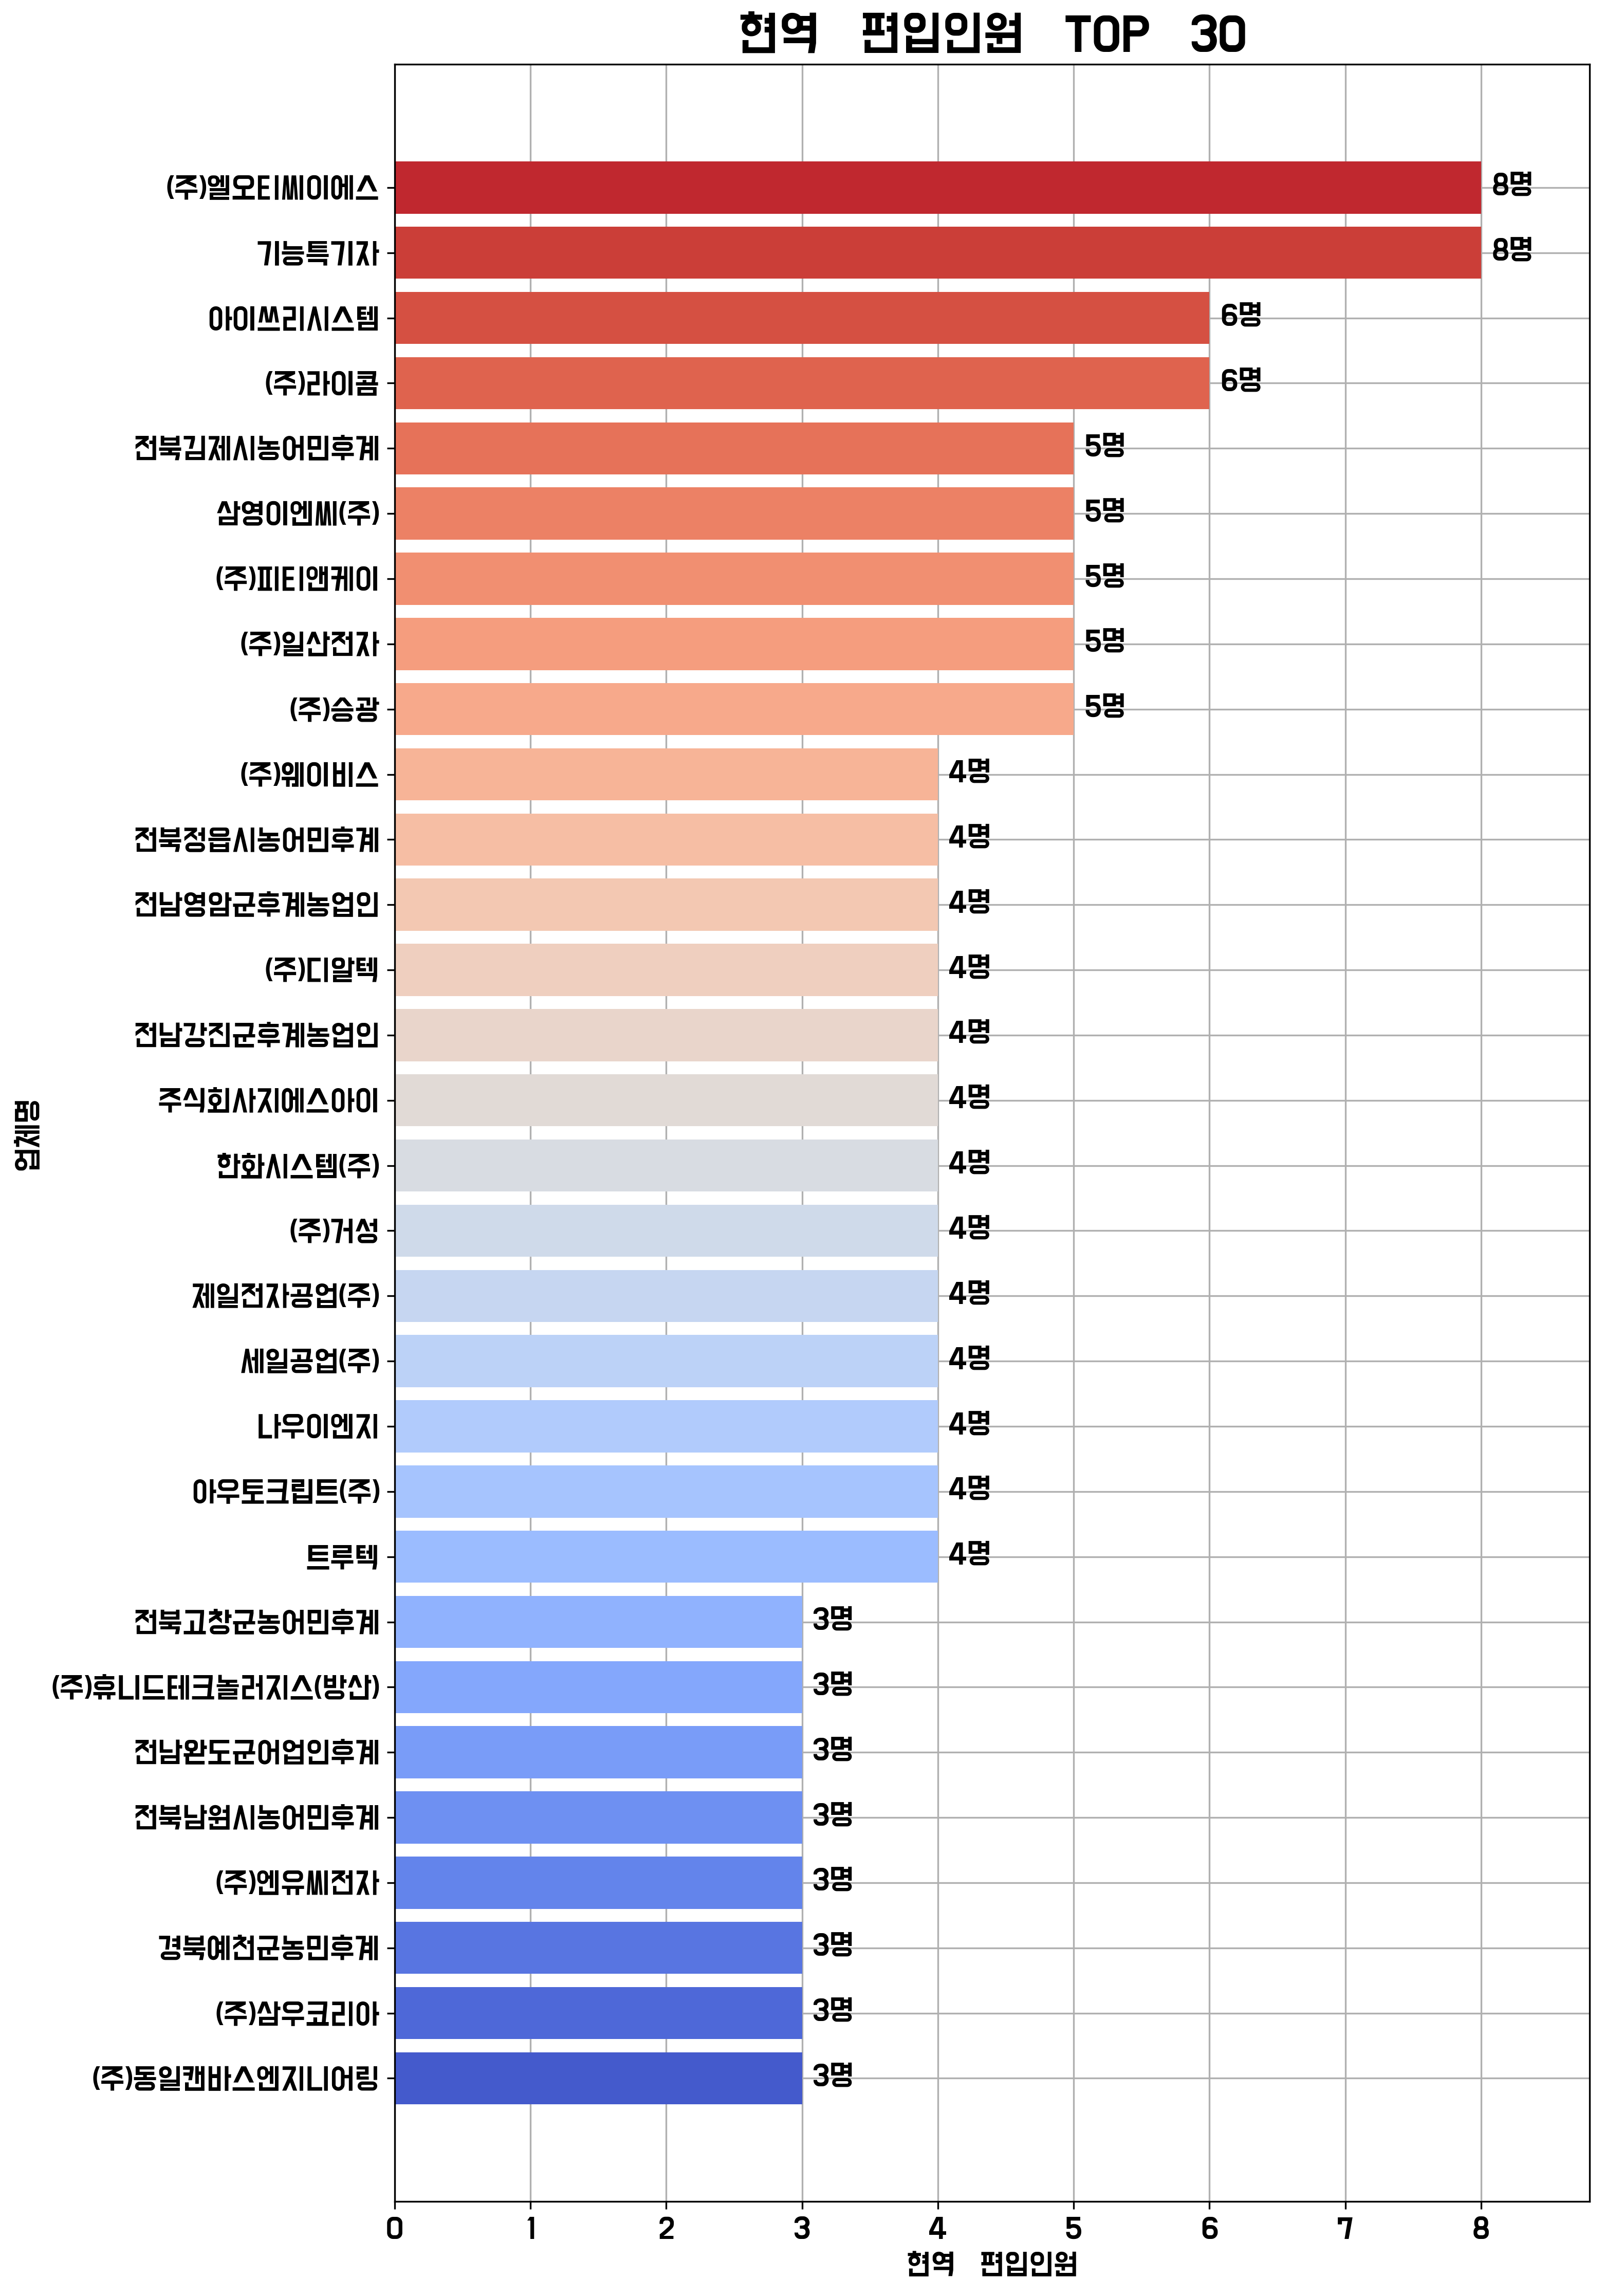 현역 편입인원 TOP 30
(주)엘오티씨이에스 8명
기능특기자 8명
아이쓰리시스템 6명
(주)라이콤 6명
전북김제시농어민후계 5명
삼영이엔씨(주) 5명
(주)피티앤케이 5명
(주)일산전자 5명
(주)승광 5명
(주)웨이비스 4명
전북정읍시농어민후계 4명
전남영암군후계농업인 4명
(주)디알텍 4명
전남강진군후계농업인 4명
주식회사지에스아이 4명
한화시스템(주) 4명
(주)거성 4명
제일전자공업(주) 4명
세일공업(주) 4명
나우이엔지 4명
아우토크립트(주) 4명
트루텍 4명
전북고창군농어민후계 3명
(주)휴니드테크놀러지스(방산) 3명
전남완도군어업인후계 3명
전북남원시농어민후계 3명
(주)엔유씨전자 3명
경북예천군농민후계 3명
(주)삼우코리아 3명
(주)동일캔바스엔지니어링 3명
업체명
0 1 2 3 4 5 6 7 8
현역 편입인원